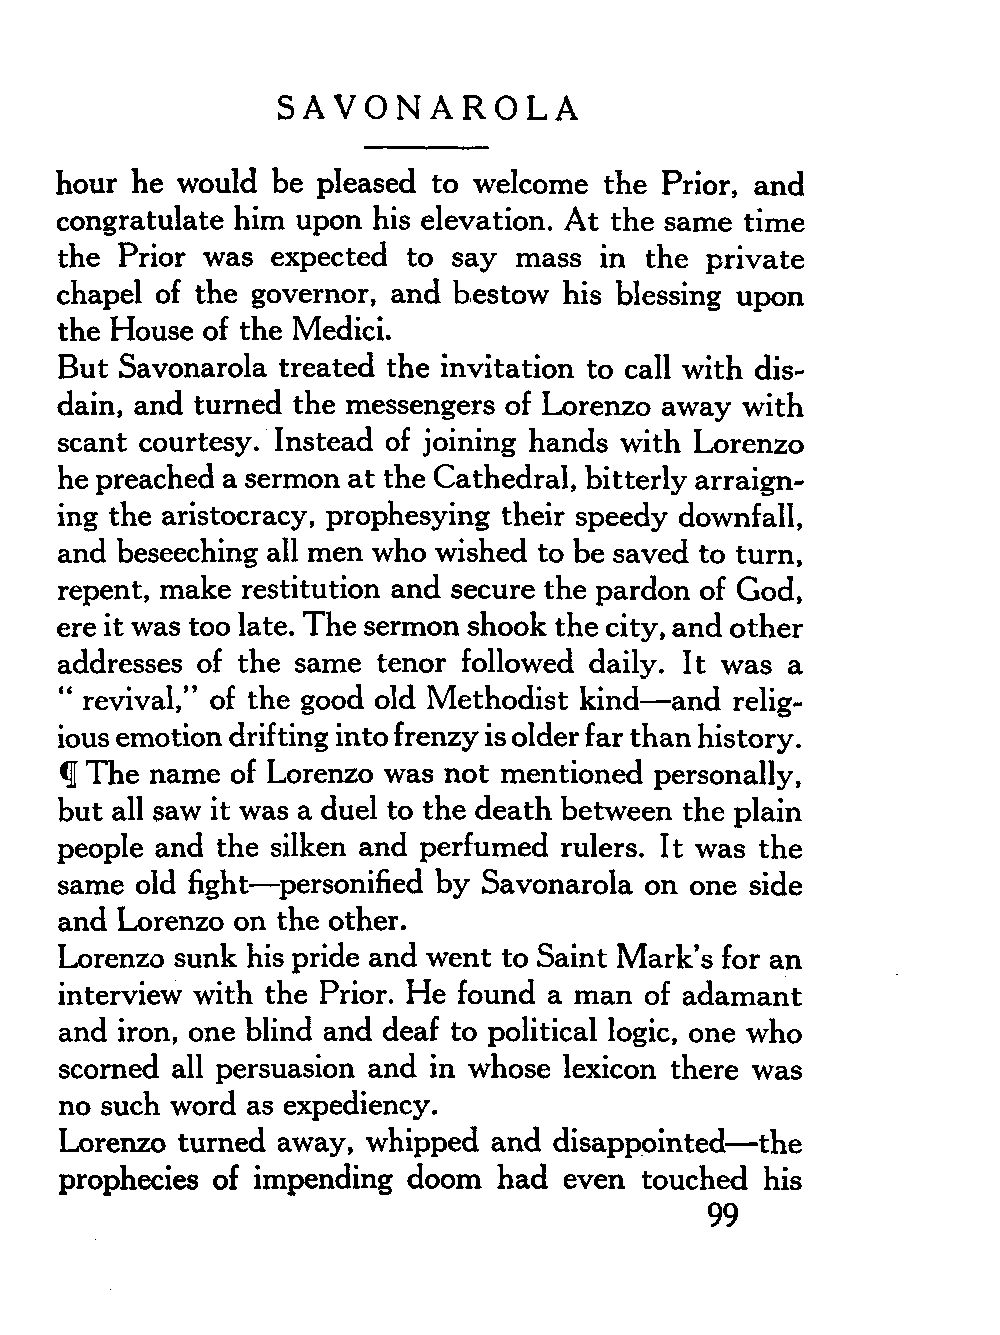 SAVONAROLA
hour he would be pleased to welcome the Prior, and
congratulate him upon his elevation. At the same time
the Prior was expected to say mass in the private
chapel of the governor, and bestow his blessing upon
the House of the Medici.
But Savonarola treated the invitation to call with dis-
dain, and turned the messengers of Lorenzo away with
scant courtesy. Instead of joining hands with Lorenzo
he preached a sermon at the Cathedral, bitterly arraign-
ing the aristocracy, prophesying their speedy downfall,
and beseeching all men who wished to be saved to turn,
repent, make restitution and secure the pardon of God,
ere it was too late. The sermon shook the city, and other
addresses of the same tenor followed daily. It was a
“ revival,” of the good old Methodist kind—and relig-
ious emotion drifting into frenzy is older far than history.
¶ The name of Lorenzo was not mentioned personally,
but all saw it was a duel to the death between the plain
people and the silken and perfumed rulers. It was the
same old fight—personified by Savonarola on one side
and Lorenzo on the other.
Lorenzo sunk his pride and went to Saint Mark's for an
interview with the Prior. He found a man of adamant
and iron, one blind and deaf to political logic, one who
scorned all persuasion and in whose lexicon there was
no such word as expediency.
Lorenzo turned away, whipped and disappointed—the
prophecies of impending doom had even touched his
99